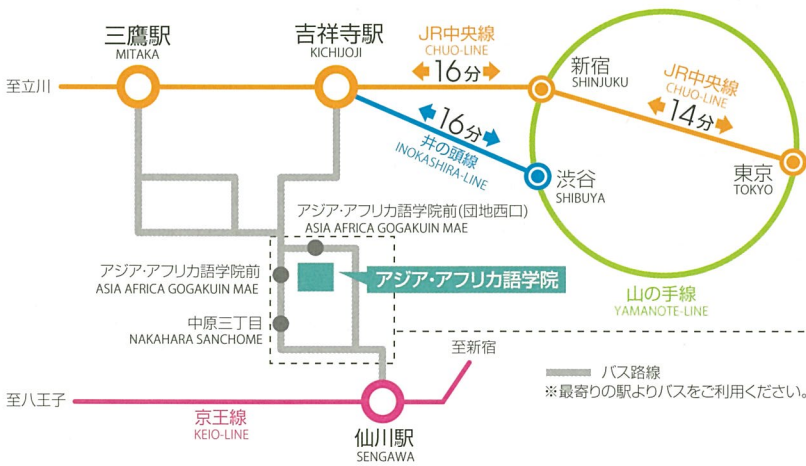 三鷹駅
MITAKA
吉祥寺駅
KICHIJOJI
JR中央線
CHUO-LINE
16分
新宿
SHINJUKU
JR中央線
CHUO-LINE
14分
至立川
16分
井の頭線
INOKASHIRA-LINE
渋谷
SHIBUYA
東京
TOKYO
アジア・アフリカ語学院前(団地西口)
ASIA AFRICA GOGAKUIN MAE
アジア・アフリカ語学院前
ASIA AFRICA GOGAKUIN MAE
アジア・アフリカ語学院
山の手線
YAMANOTE-LINE
中原三丁目
NAKAHARA SANCHOME
至新宿
バス路線
※最寄りの駅よりバスをご利用ください。
至八王子
京王線
KEIO-LINE
仙川駅
SENGAWA